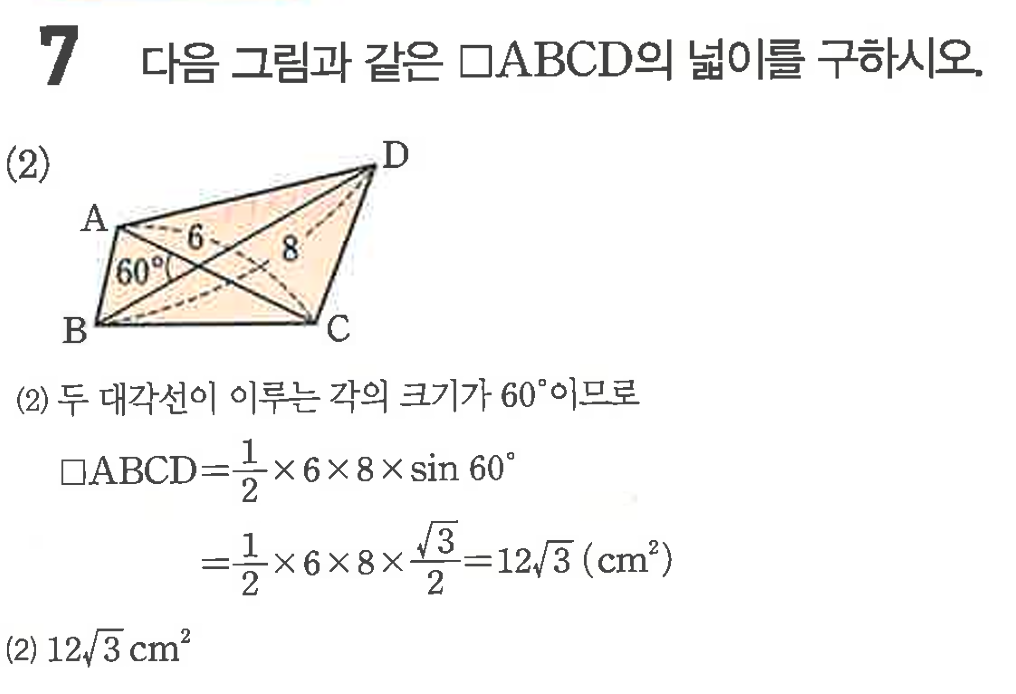 7 다음 그림과 같은 □ABCD의 넓이를 구하시오.
(2)
D
A
6
8
60°
B
C
(2) 두 대각선이 이루는 각의 크기가 60°이므로
□ABCD=1/2×6×8×sin 60°
=1/2×6×8×√3/2=12√3 (cm²)
(2) 12√3 cm²